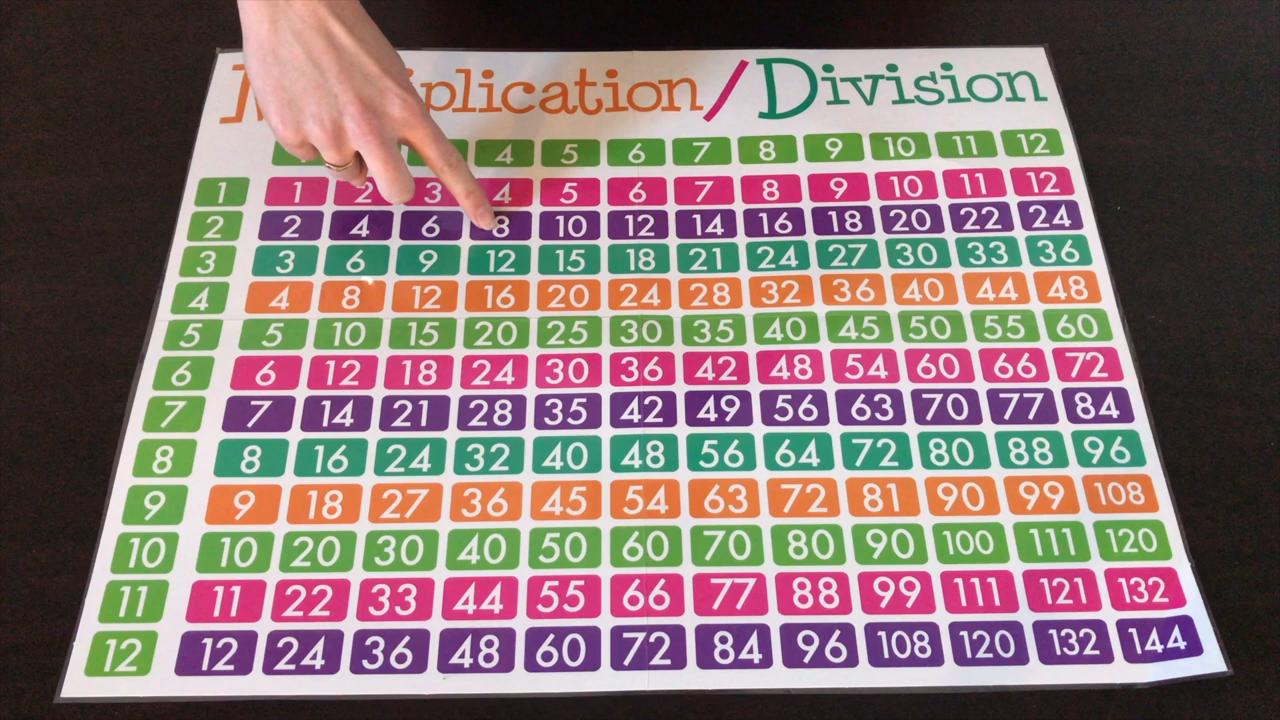 Multiplication/Division
4 5 6 7 8 9 10 11 12
1 1 2 3 4 5 6 7 8 9 10 11 12
2 2 4 6 8 10 12 14 16 18 20 22 24
3 3 6 9 12 15 18 21 24 27 30 33 36
4 4 8 12 16 20 24 28 32 36 40 44 48
5 5 10 15 20 25 30 35 40 45 50 55 60
6 6 12 18 24 30 36 42 48 54 60 66 72
7 7 14 21 28 35 42 49 56 63 70 77 84
8 8 16 24 32 40 48 56 64 72 80 88 96
9 9 18 27 36 45 54 63 72 81 90 99 108
10 10 20 30 40 50 60 70 80 90 100 111 120
11 11 22 33 44 55 66 77 88 99 111 121 132
12 12 24 36 48 60 72 84 96 108 120 132 144